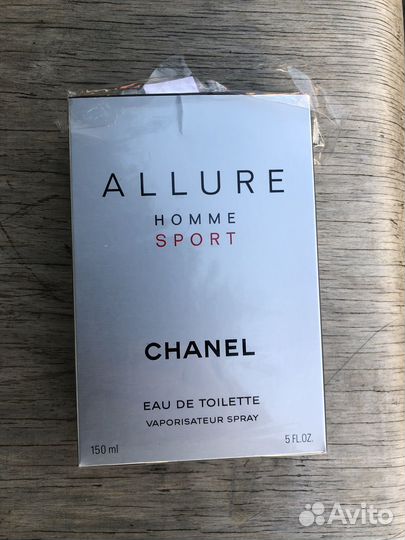 ALLURE
HOMME
SPORT
CHANEL
EAU DE TOILETTE
VAPORISATEUR SPRAY
150 ml 5 FL.OZ.
Avito